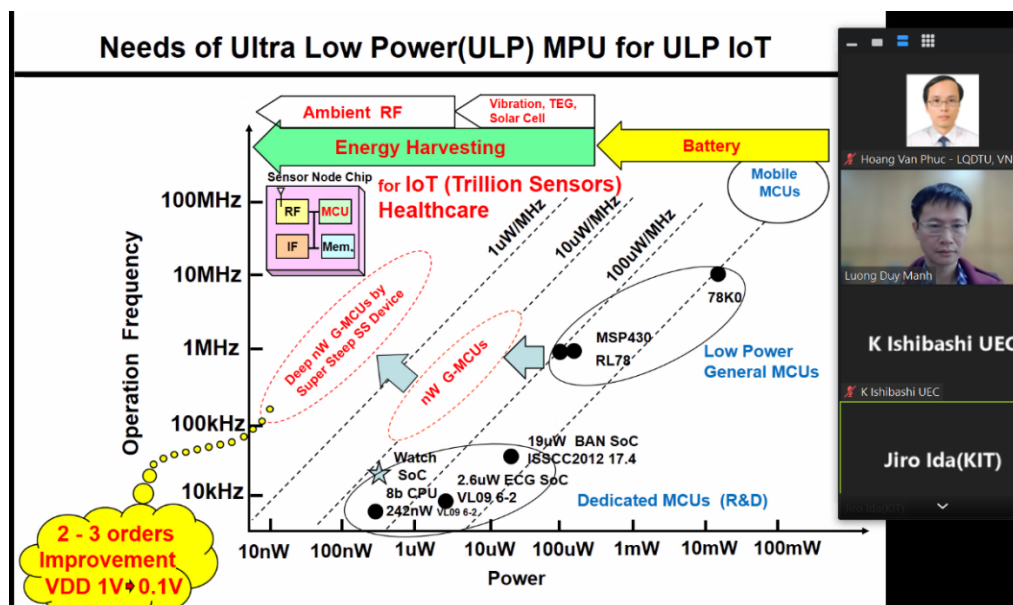 Needs of Ultra Low Power(ULP) MPU for ULP IoT
Ambient RF
Vibration, TEG,
Solar Cell
Energy Harvesting
Battery
Sensor Node Chip
RF
MCU
IF
Mem.
for IoT (Trillion Sensors)
Healthcare
Mobile
MCUs
1uW/MHz
10uW/MHz
100uW/MHz
Operation Frequency
100MHz
10MHz
1MHz
100kHz
10kHz
Deep nW G-MCUs by
Super Steep SS Device
nW G-MCUs
78K0
MSP430
RL78
Low Power
General MCUs
19uW BAN SoC
ISSCC2012 17.4
Watch
SoC
2.6uW ECG SoC
VL09 6-2
8b CPU
242nW VL09 6-2
Dedicated MCUs (R&D)
2 - 3 orders
Improvement
VDD 1V 0.1V
10nW
100nW
1uW
10uW
100uW
1mW
10mW
100mW
Power
Hoang Van Phuc - LQDTU, VN
Luong Duy Manh
K Ishibashi UEC
K Ishibashi UEC
Jiro Ida(KIT)
Jiro Ida(KIT)